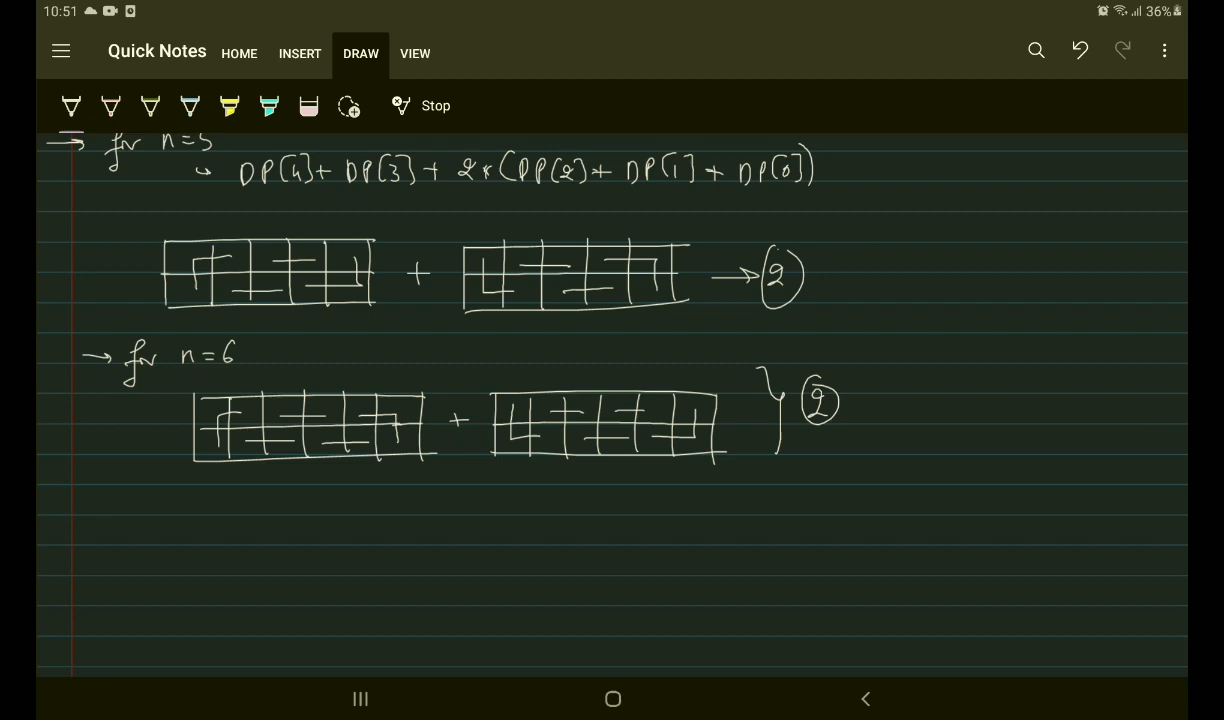 10:51 36%
Quick Notes HOME INSERT DRAW VIEW
Stop
→ for n=5
↳ DP[4]+ DP[3]+ 2*(DP[2]+ DP[1] + DP[0])
+ → 2
→ for n=6
+ } 2